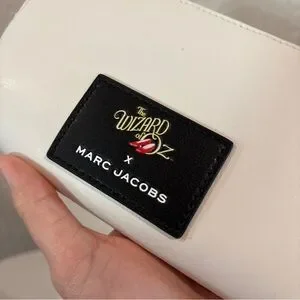 The
WIZARD
of OZ
X
MARC JACOBS